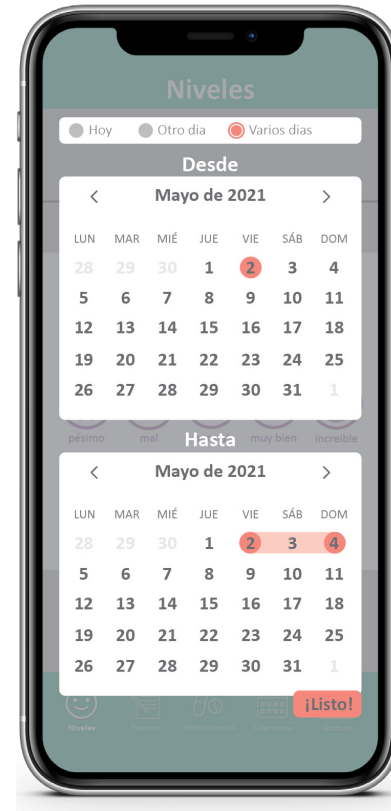 Niveles
Hoy Otro dia Varios dias
Desde
Mayo de 2021
LUN MAR MIÉ JUE VIE SÁB DOM
28 29 30 1 2 3 4
5 6 7 8 9 10 11
12 13 14 15 16 17 18
19 20 21 22 23 24 25
26 27 28 29 30 31 1
pésimo mal muy bien increible
Hasta
Mayo de 2021
LUN MAR MIÉ JUE VIE SÁB DOM
28 29 30 1 2 3 4
5 6 7 8 9 10 11
12 13 14 15 16 17 18
19 20 21 22 23 24 25
26 27 28 29 30 31 1
¡Listo!
Niveles